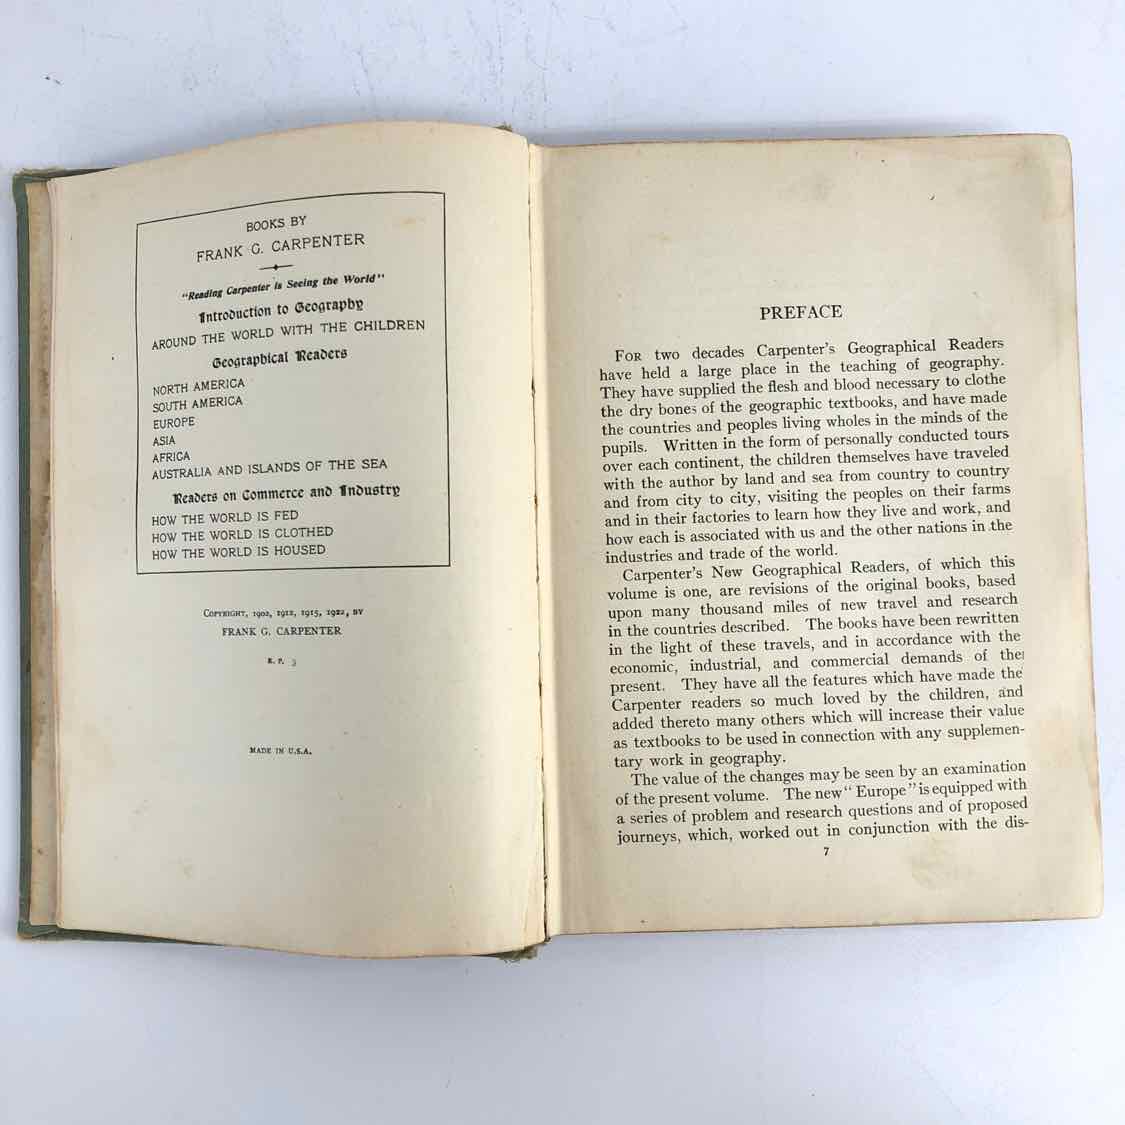 BOOKS BY
FRANK G. CARPENTER
"Reading Carpenter is Seeing the World"
Introduction to Geography
AROUND THE WORLD WITH THE CHILDREN
Geographical Readers
NORTH AMERICA
SOUTH AMERICA
EUROPE
ASIA
AFRICA
AUSTRALIA AND ISLANDS OF THE SEA
Readers on Commerce and Industry
HOW THE WORLD IS FED
HOW THE WORLD IS CLOTHED
HOW THE WORLD IS HOUSED
COPYRIGHT, 1902, 1912, 1915, 1922, BY
FRANK G. CARPENTER
E. P. 3
MADE IN U.S.A.
PREFACE
FOR two decades Carpenter's Geographical Readers
have held a large place in the teaching of geography.
They have supplied the flesh and blood necessary to clothe
the dry bones of the geographic textbooks, and have made
the countries and peoples living wholes in the minds of the
pupils. Written in the form of personally conducted tours
over each continent, the children themselves have traveled
with the author by land and sea from country to country
and from city to city, visiting the peoples on their farms
and in their factories to learn how they live and work, and
how each is associated with us and the other nations in the
industries and trade of the world.
Carpenter's New Geographical Readers, of which this
volume is one, are revisions of the original books, based
upon many thousand miles of new travel and research
in the countries described. The books have been rewritten
in the light of these travels, and in accordance with the
economic, industrial, and commercial demands of the
present. They have all the features which have made the
Carpenter readers so much loved by the children, and
added thereto many others which will increase their value
as textbooks to be used in connection with any supplemen-
tary work in geography.
The value of the changes may be seen by an examination
of the present volume. The new "Europe" is equipped with
a series of problem and research questions and of proposed
journeys, which, worked out in conjunction with the dis-
7